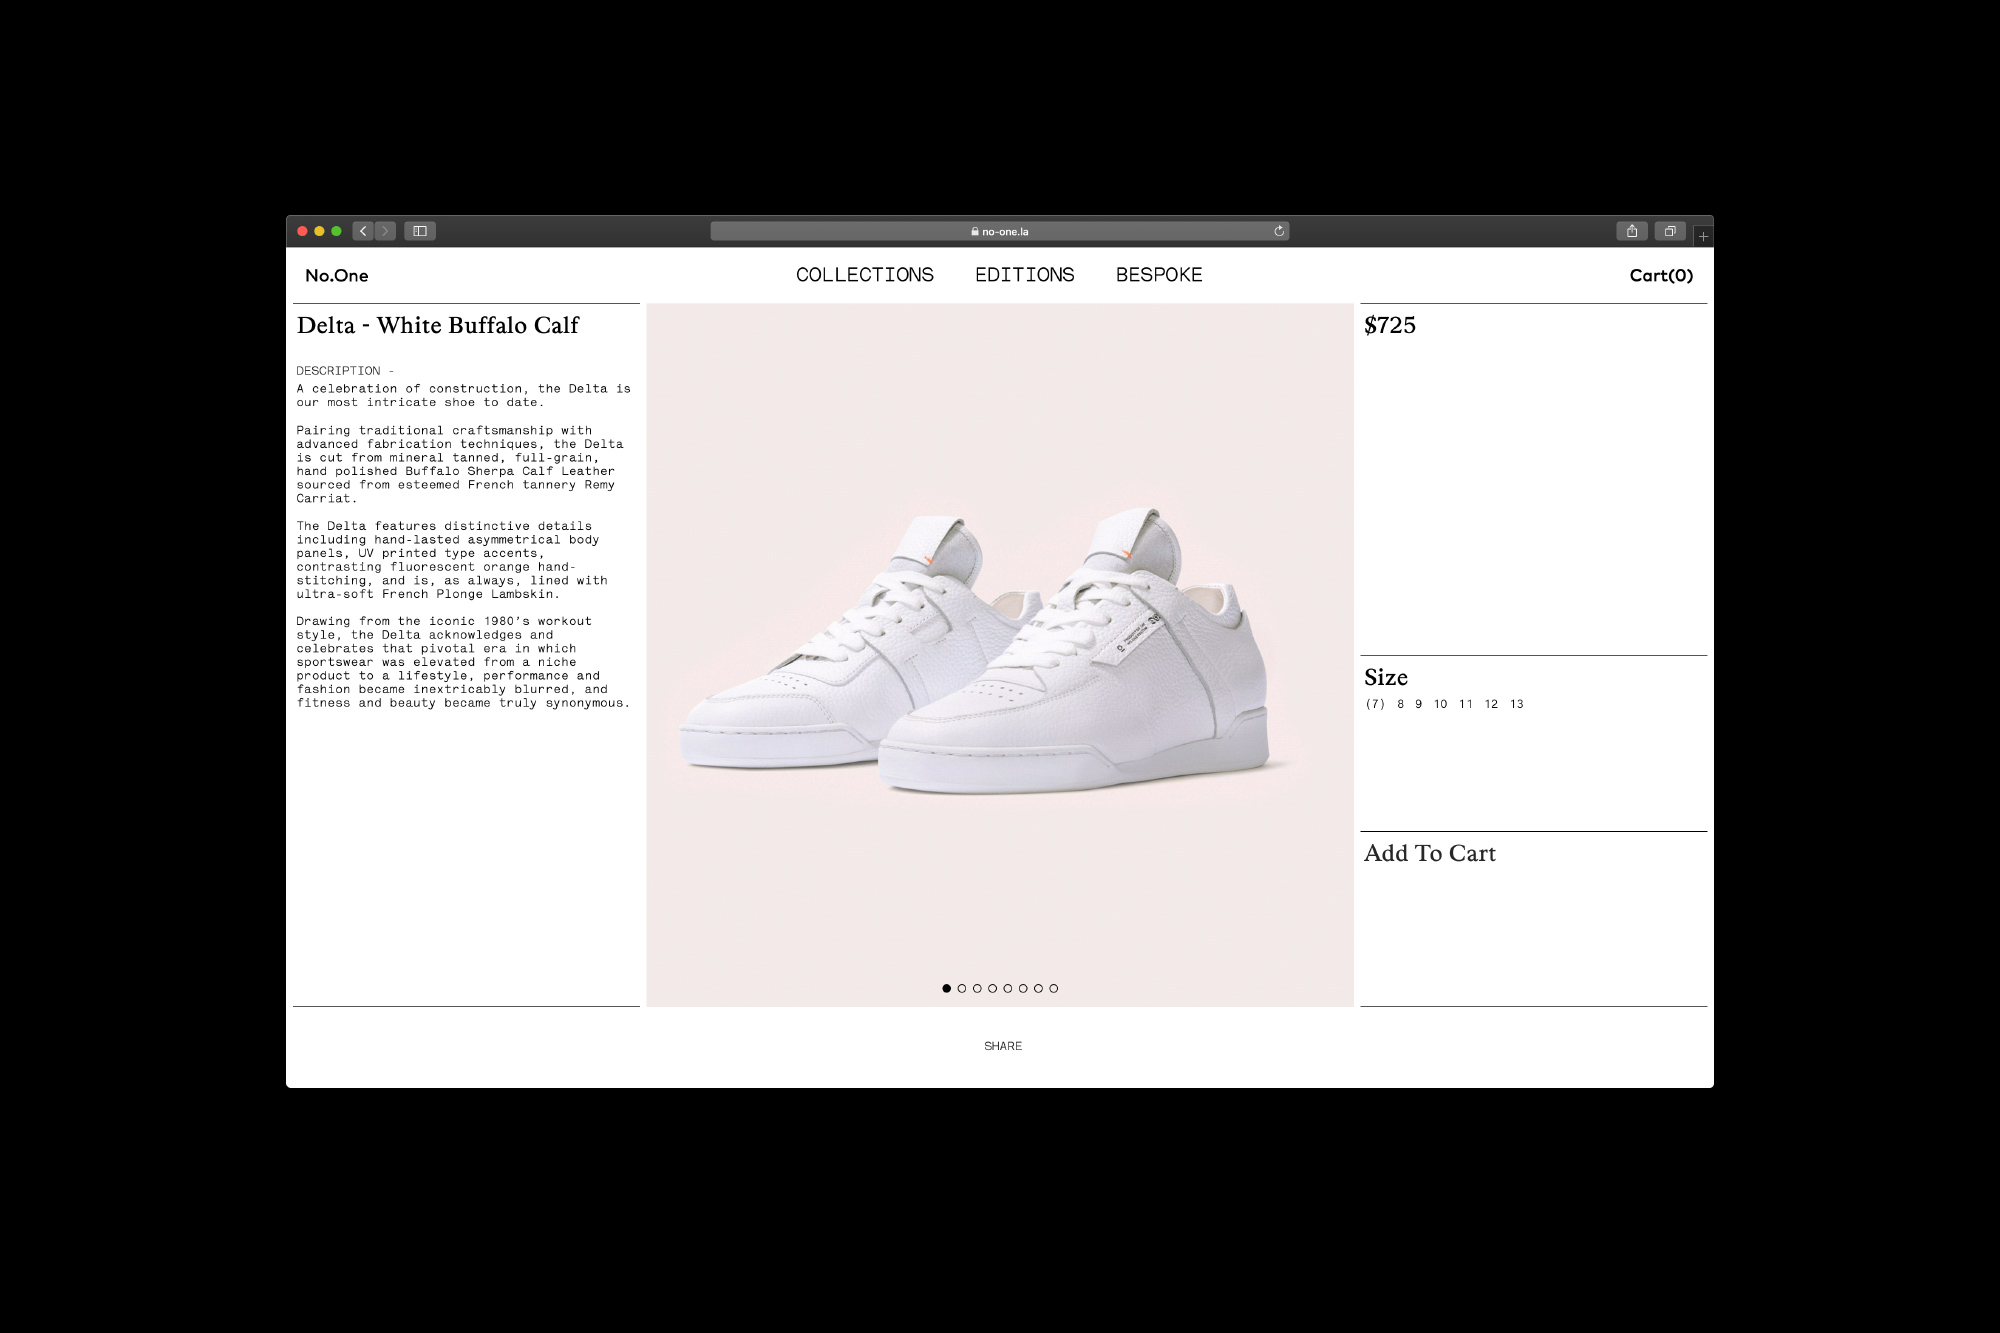 no-one.la
No.One
COLLECTIONS EDITIONS BESPOKE
Cart(0)
Delta - White Buffalo Calf
DESCRIPTION -
A celebration of construction, the Delta is
our most intricate shoe to date.
Pairing traditional craftsmanship with
advanced fabrication techniques, the Delta
is cut from mineral tanned, full-grain,
hand polished Buffalo Sherpa Calf Leather
sourced from esteemed French tannery Remy
Carriat.
The Delta features distinctive details
including hand-lasted asymmetrical body
panels, UV printed type accents,
contrasting fluorescent orange hand-
stitching, and is, as always, lined with
ultra-soft French Plonge Lambskin.
Drawing from the iconic 1980's workout
style, the Delta acknowledges and
celebrates that pivotal era in which
sportswear was elevated from a niche
product to a lifestyle, performance and
fashion became inextricably blurred, and
fitness and beauty became truly synonymous.
$725
Size
(7) 8 9 10 11 12 13
Add To Cart
SHARE